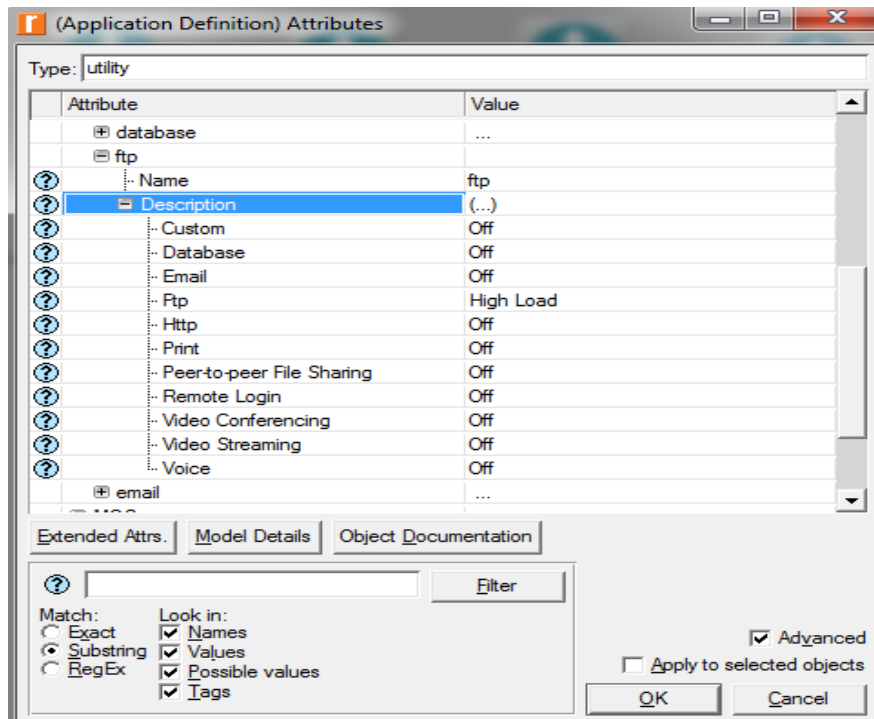 (Application Definition) Attributes
Type: utility
Attribute Value
database ...
ftp
Name ftp
Description (...)
Custom Off
Database Off
Email Off
Ftp High Load
Http Off
Print Off
Peer-to-peer File Sharing Off
Remote Login Off
Video Conferencing Off
Video Streaming Off
Voice Off
email ...
Extended Attrs. Model Details Object Documentation
Filter
Match: Look in:
Exact Names
Substring Values
RegEx Possible values
Tags
Advanced
Apply to selected objects
OK Cancel